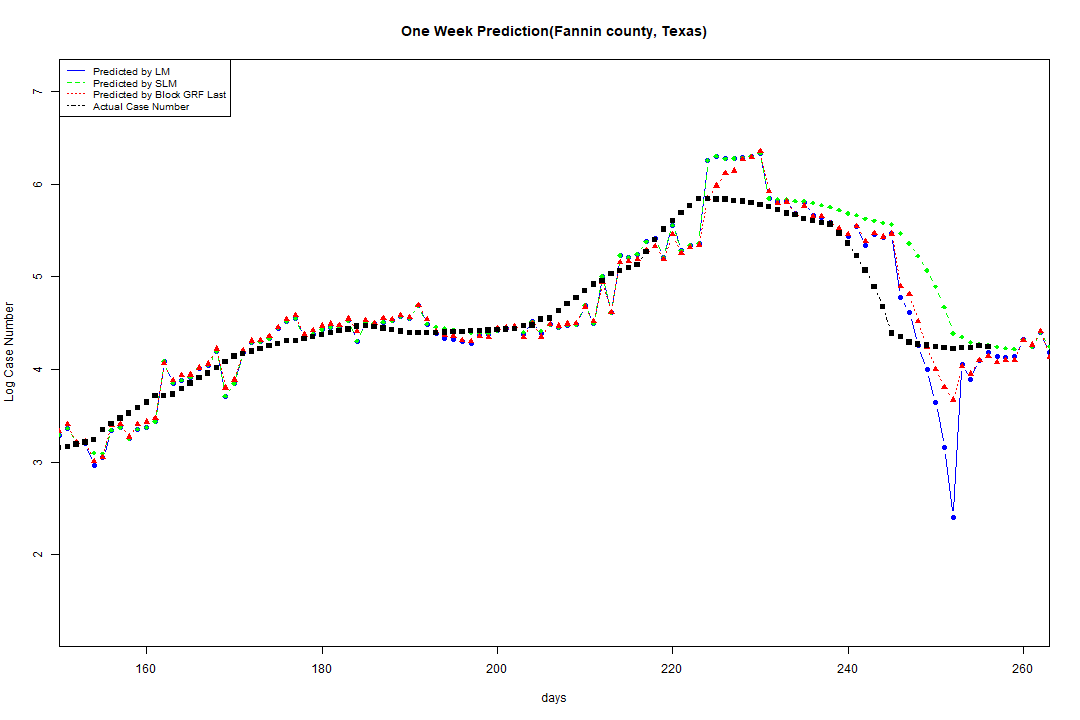 One Week Prediction(Fannin county, Texas)
Predicted by LM
Predicted by SLM
Predicted by Block GRF Last
Actual Case Number
7
6
5
4
3
2
Log Case Number
160 180 200 220 240 260
days